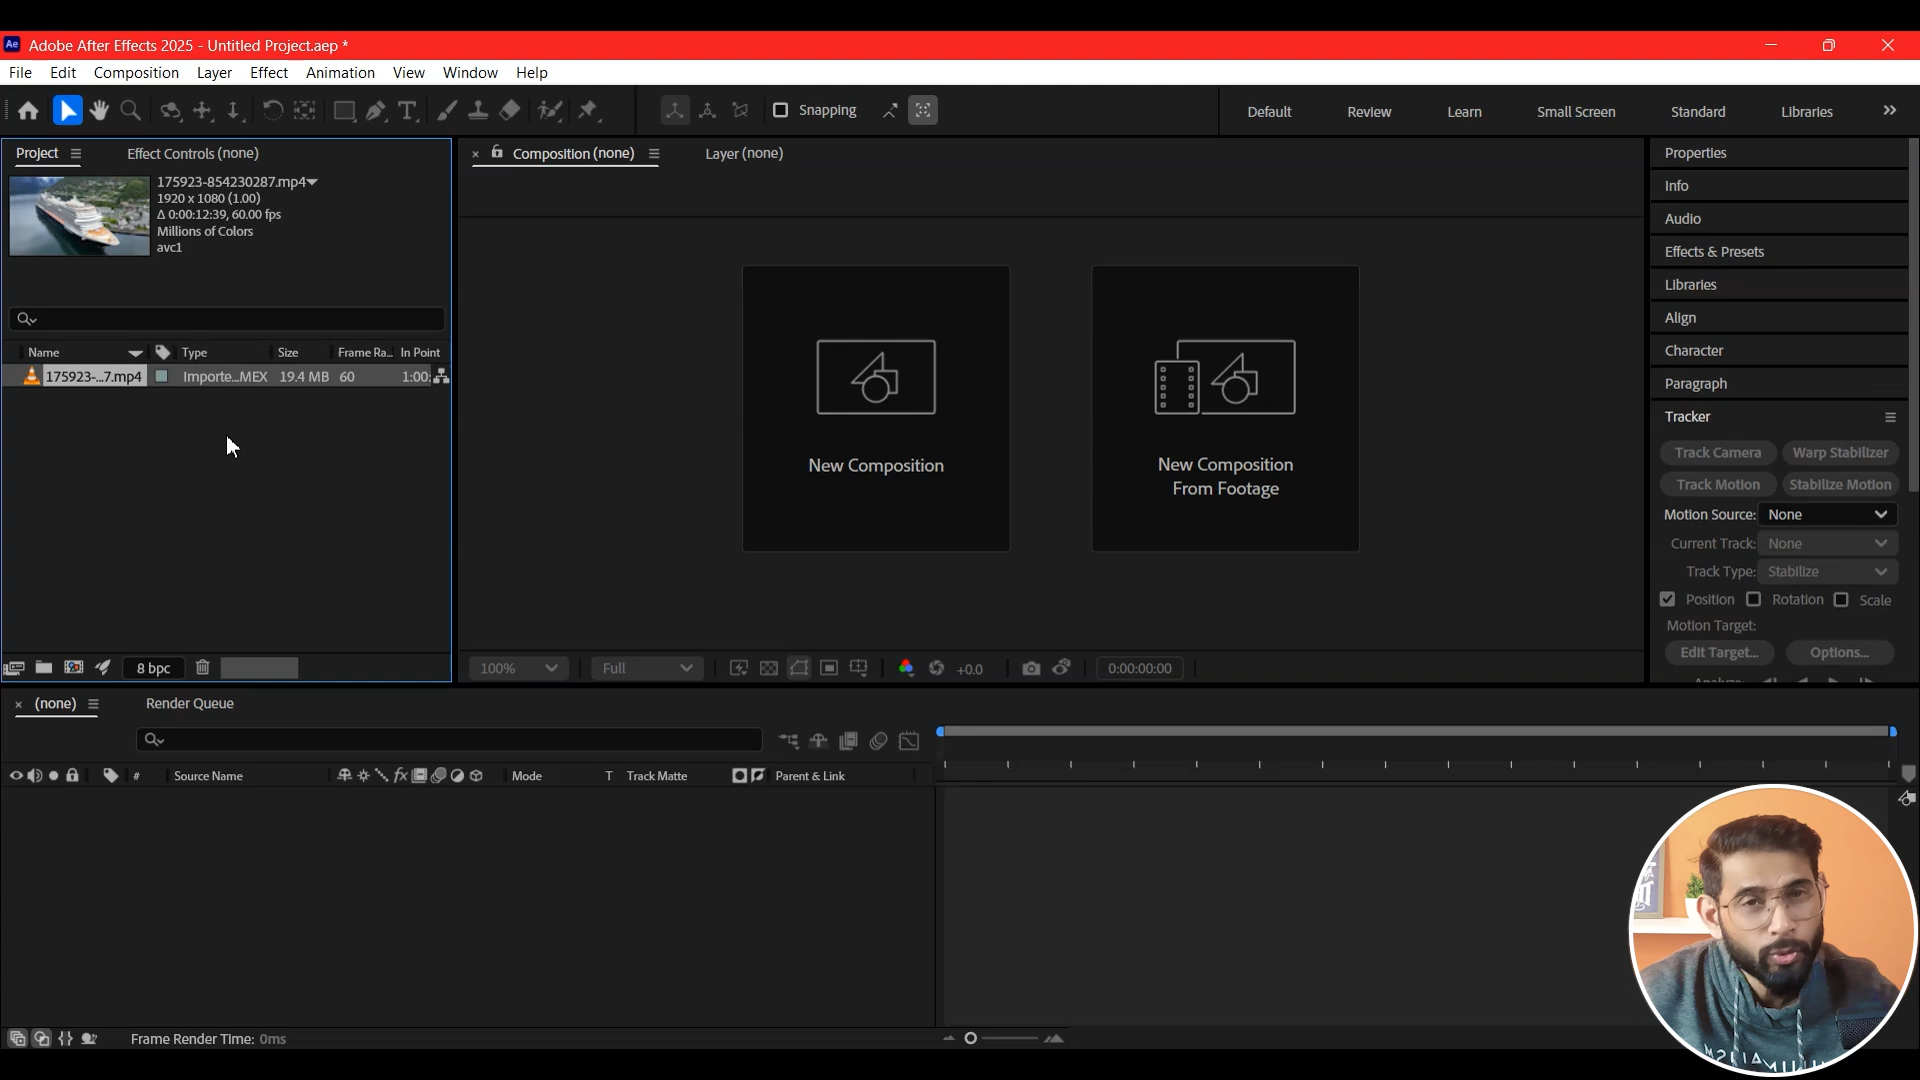 Ae Adobe After Effects 2025 - Untitled Project.aep *
File Edit Composition Layer Effect Animation View Window Help
Snapping
Default Review Learn Small Screen Standard Libraries
Project Effect Controls (none)
Composition (none) Layer (none)
175923-854230287.mp4
1920 x 1080 (1.00)
Δ 0:00:12:39, 60.00 fps
Millions of Colors
avc1
Name Type Size Frame Ra... In Point
175923-...7.mp4 Importe...MEX 19.4 MB 60 1:00:
8 bpc
New Composition
New Composition
From Footage
100% Full +0.0 0:00:00:00
Properties
Info
Audio
Effects & Presets
Libraries
Align
Character
Paragraph
Tracker
Track Camera Warp Stabilizer
Track Motion Stabilize Motion
Motion Source: None
Current Track: None
Track Type: Stabilize
Position Rotation Scale
Motion Target:
Edit Target... Options...
(none) Render Queue
# Source Name fx Mode T Track Matte Parent & Link
Frame Render Time: 0ms